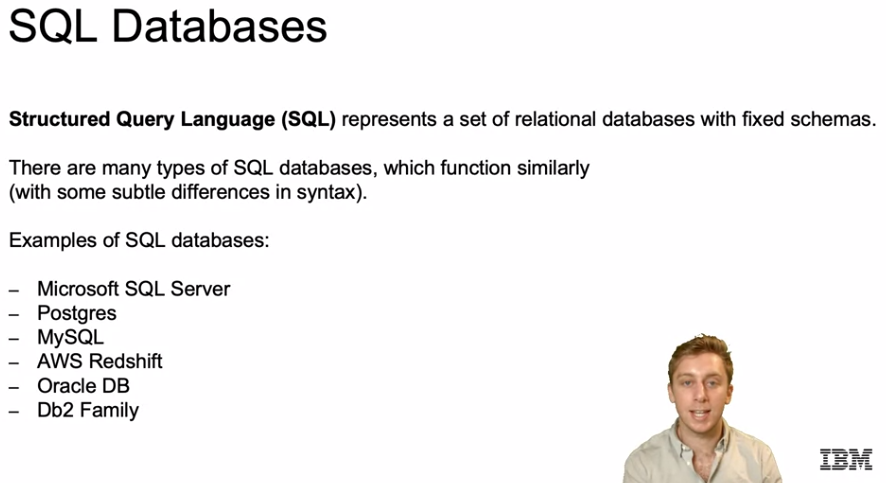 SQL Databases
Structured Query Language (SQL) represents a set of relational databases with fixed schemas.
There are many types of SQL databases, which function similarly
(with some subtle differences in syntax).
Examples of SQL databases:
– Microsoft SQL Server
– Postgres
– MySQL
– AWS Redshift
– Oracle DB
– Db2 Family
IBM